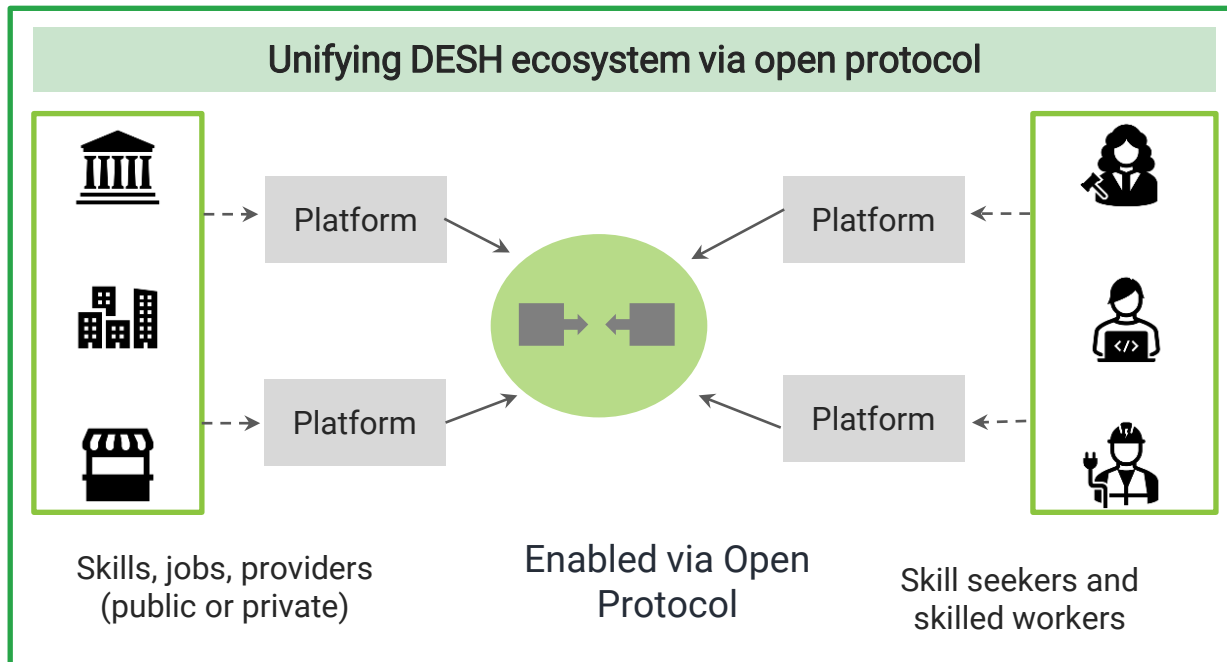 Unifying DESH ecosystem via open protocol
Platform
Platform
Platform
Platform
</>
Skills, jobs, providers
(public or private)
Enabled via Open
Protocol
Skill seekers and
skilled workers